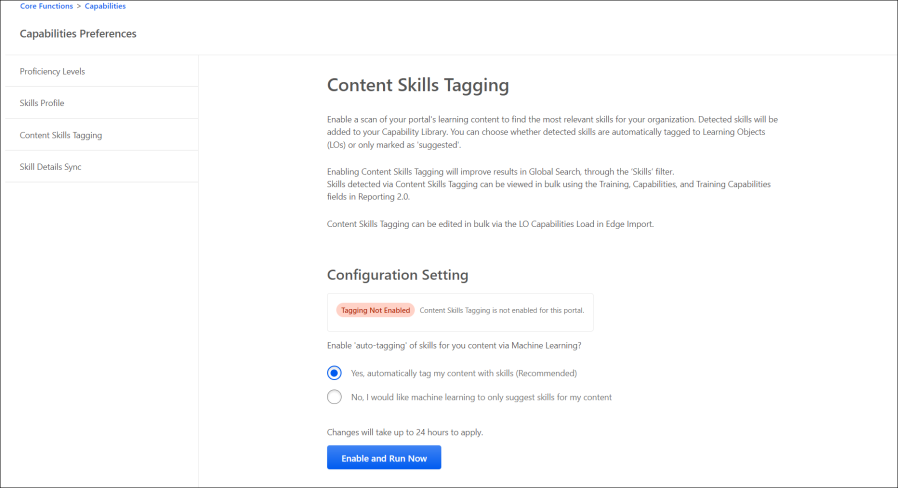 Core Functions > Capabilities
Capabilities Preferences
Proficiency Levels
Skills Profile
Content Skills Tagging
Skill Details Sync
Content Skills Tagging
Enable a scan of your portal's learning content to find the most relevant skills for your organization. Detected skills will be
added to your Capability Library. You can choose whether detected skills are automatically tagged to Learning Objects
(LOs) or only marked as 'suggested'.
Enabling Content Skills Tagging will improve results in Global Search, through the 'Skills' filter.
Skills detected via Content Skills Tagging can be viewed in bulk using the Training, Capabilities, and Training Capabilities
fields in Reporting 2.0.
Content Skills Tagging can be edited in bulk via the LO Capabilities Load in Edge Import.
Configuration Setting
Tagging Not Enabled Content Skills Tagging is not enabled for this portal.
Enable 'auto-tagging' of skills for you content via Machine Learning?
Yes, automatically tag my content with skills (Recommended)
No, I would like machine learning to only suggest skills for my content
Changes will take up to 24 hours to apply.
Enable and Run Now